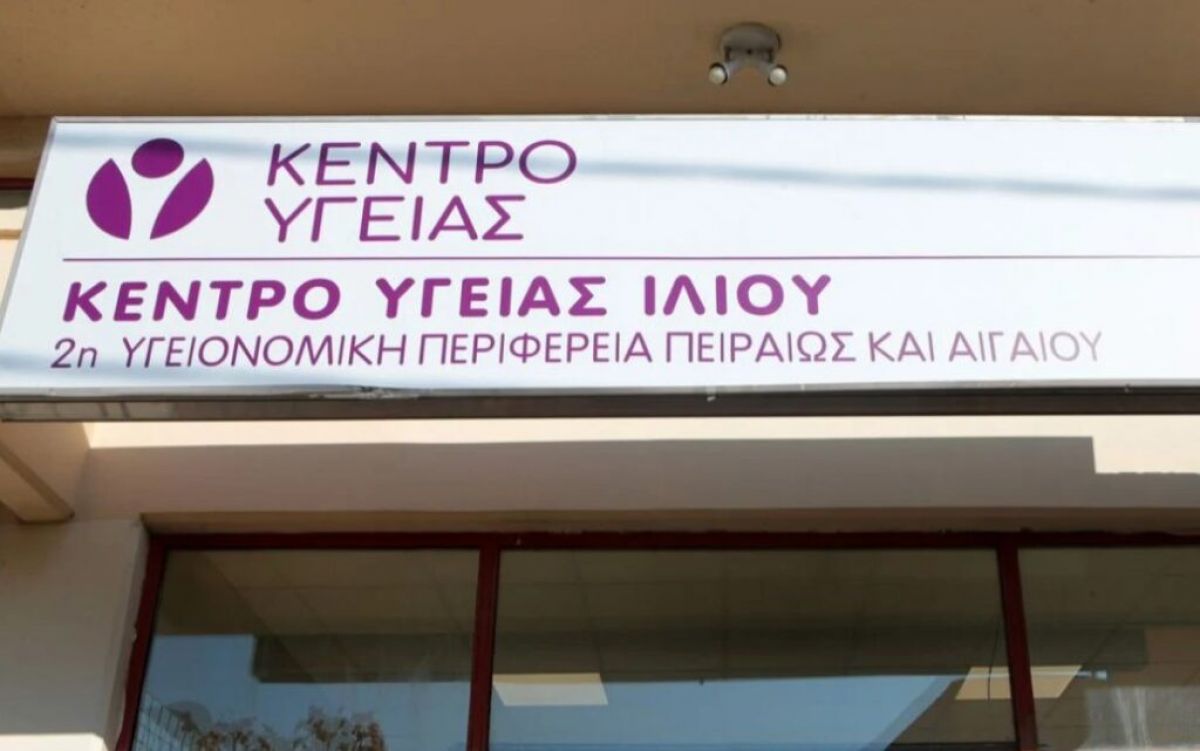 ΚΕΝΤΡΟ
ΥΓΕΙΑΣ
ΚΕΝΤΡΟ ΥΓΕΙΑΣ ΙΛΙΟΥ
2η ΥΓΕΙΟΝΟΜΙΚΗ ΠΕΡΙΦΕΡΕΙΑ ΠΕΙΡΑΙΩΣ ΚΑΙ ΑΙΓΑΙΟΥ